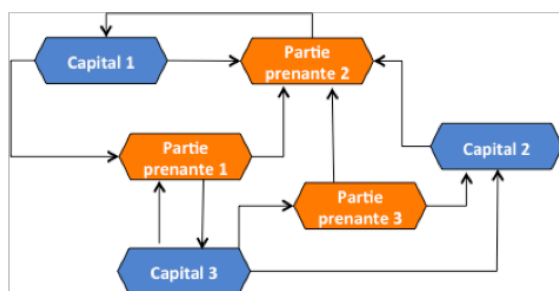 Capital 1
Partie
prenante 2
Partie
prenante 1
Capital 2
Partie
prenante 3
Capital 3